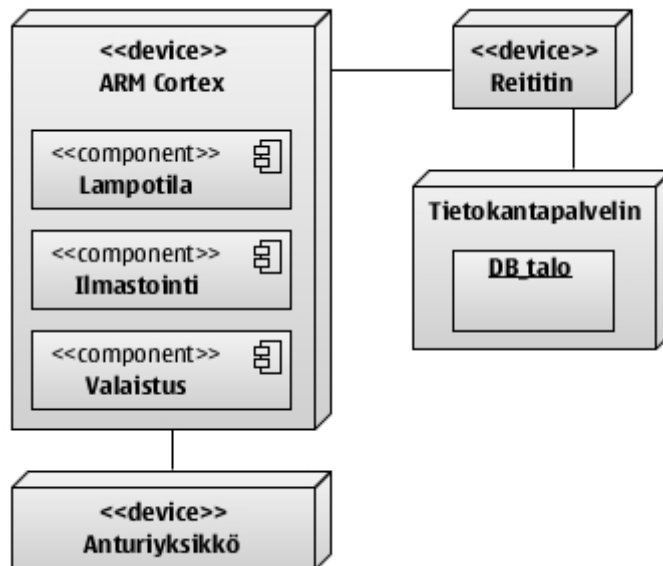 <<device>>
ARM Cortex
<<component>>
Lampotila
<<component>>
Ilmastointi
<<component>>
Valaistus
<<device>>
Reititin
Tietokantapalvelin
DB_talo
<<device>>
Anturiyksikkö